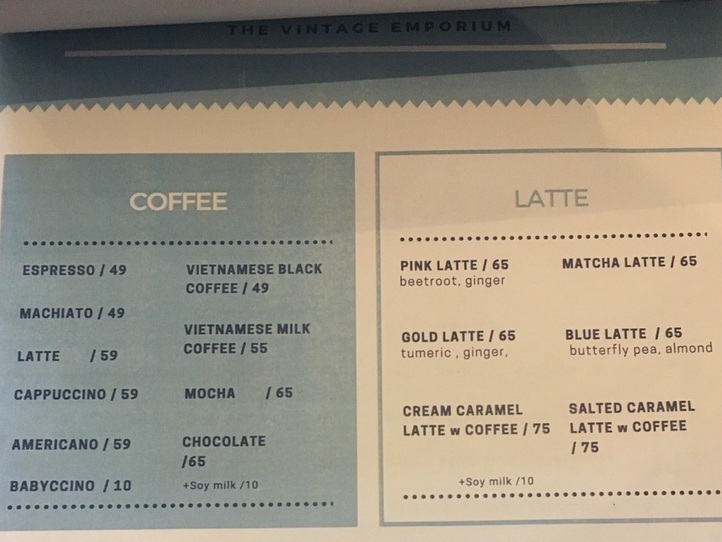 THE VINTAGE EMPORIUM
COFFEE
ESPRESSO / 49
MACHIATO / 49
LATTE / 59
CAPPUCCINO / 59
AMERICANO / 59
BABYCCINO / 10
VIETNAMESE BLACK
COFFEE / 49
VIETNAMESE MILK
COFFEE / 55
MOCHA / 65
CHOCOLATE
/65
+Soy milk /10
LATTE
PINK LATTE / 65
beetroot, ginger
GOLD LATTE / 65
tumeric , ginger,
CREAM CARAMEL
LATTE w COFFEE / 75
MATCHA LATTE / 65
BLUE LATTE / 65
butterfly pea, almond
SALTED CARAMEL
LATTE w COFFEE
/ 75
+Soy milk /10